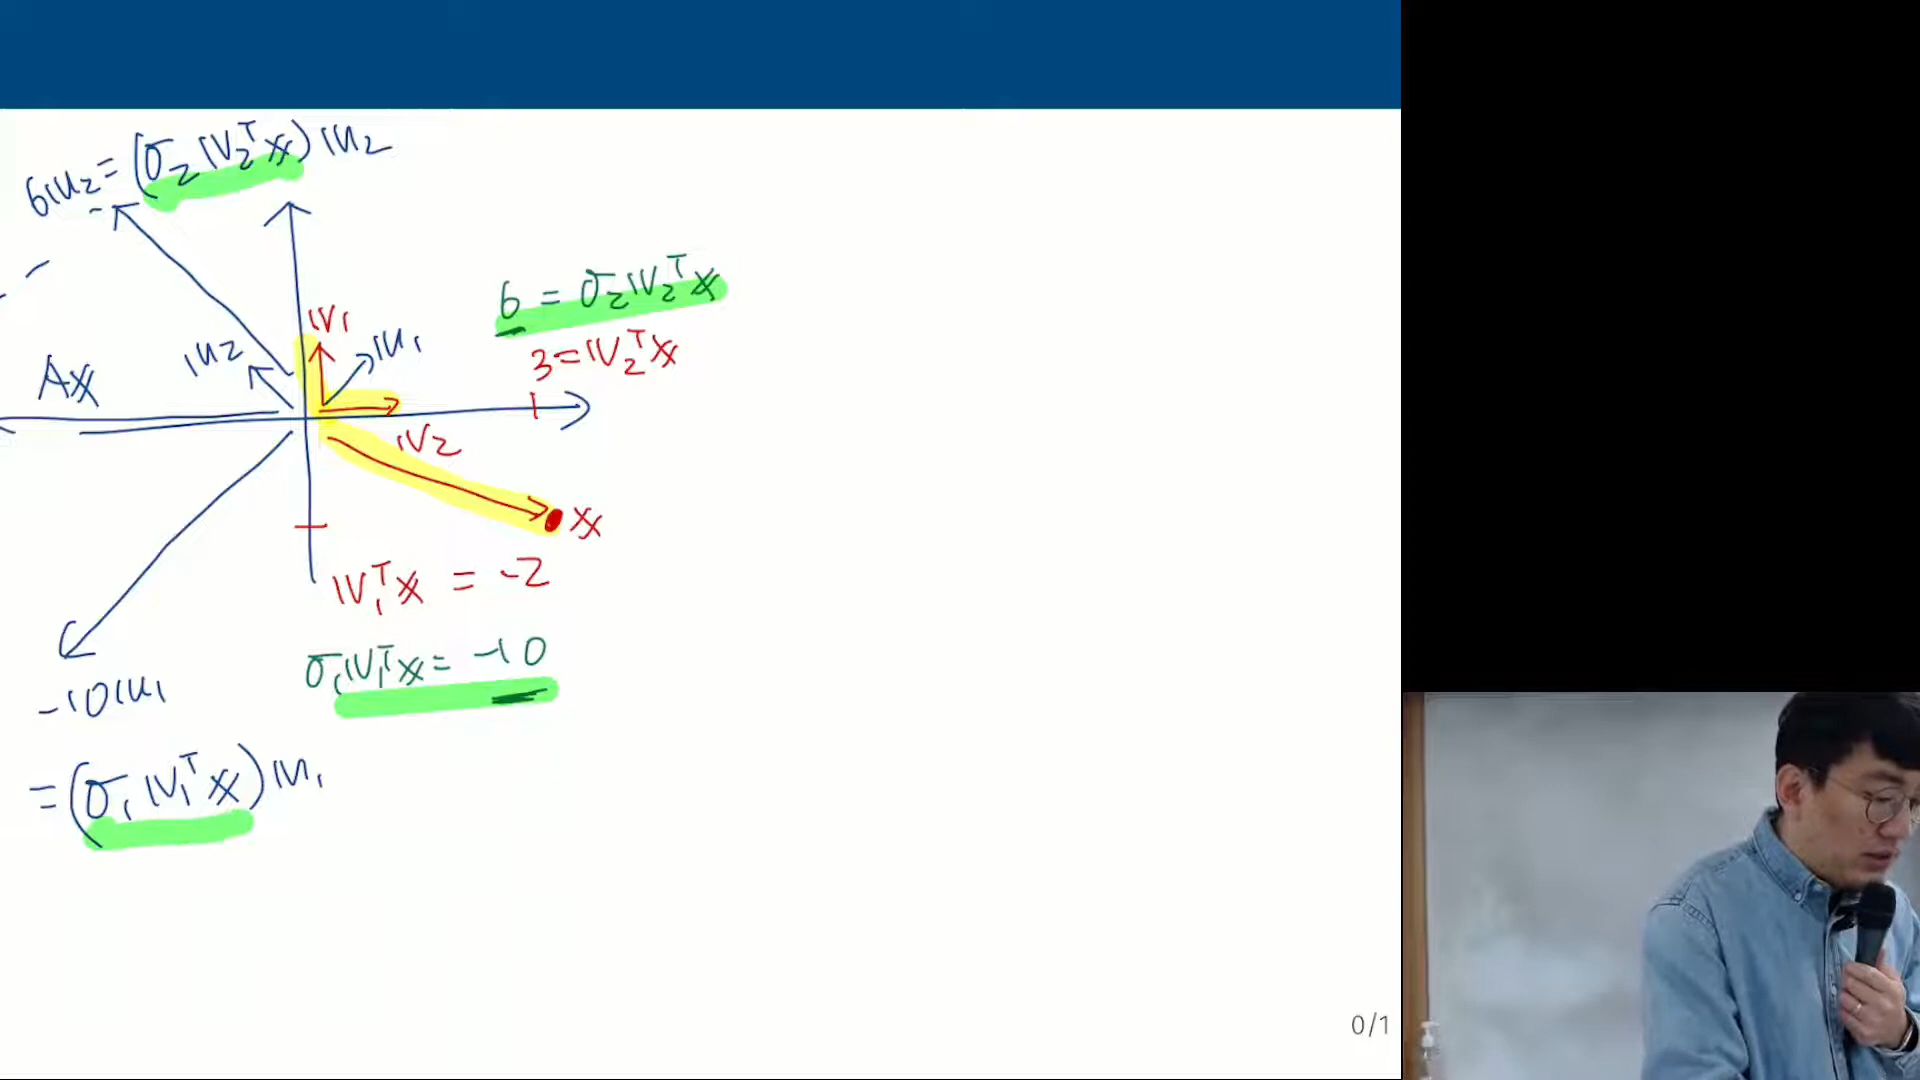 6𝕦₂ = (σ₂𝕧₂ᵀ𝕩)𝕦₂
6 = σ₂𝕧₂ᵀ𝕩
𝕧₁
𝕦₁
𝕦₂
3 = 𝕧₂ᵀ𝕩
A𝕩
𝕧₂
𝕩
𝕧₁ᵀ𝕩 = -2
σ₁𝕧₁ᵀ𝕩 = -10
-10𝕦₁
= (σ₁𝕧₁ᵀ𝕩)𝕦₁
0/1